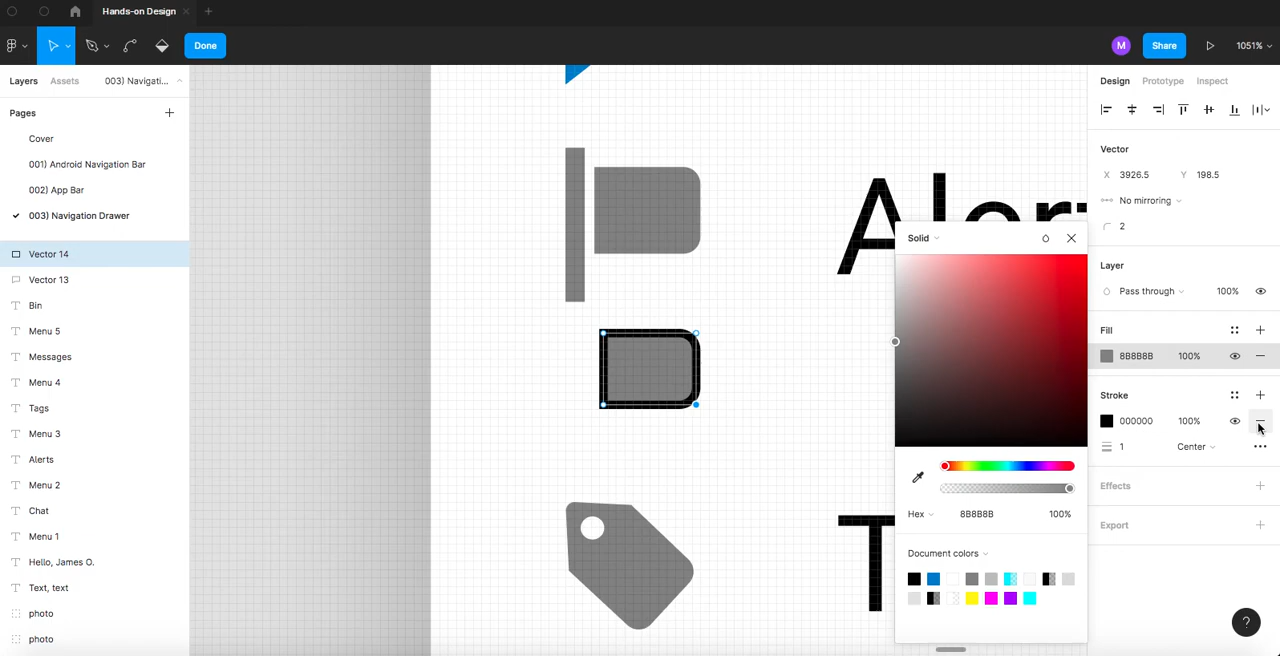 Hands-on Design
Done
M
Share
1051%
Layers
Assets
003) Navigati...
Pages
Cover
001) Android Navigation Bar
002) App Bar
003) Navigation Drawer
Vector 14
Vector 13
Bin
Menu 5
Messages
Menu 4
Tags
Menu 3
Alerts
Menu 2
Chat
Menu 1
Hello, James O.
Text, text
photo
photo
Solid
Hex
8B8B8B
100%
Document colors
Design
Prototype
Inspect
Vector
X 3926.5
Y 198.5
No mirroring
2
Layer
Pass through
100%
Fill
8B8B8B
100%
Stroke
000000
100%
1
Center
Effects
Export
?